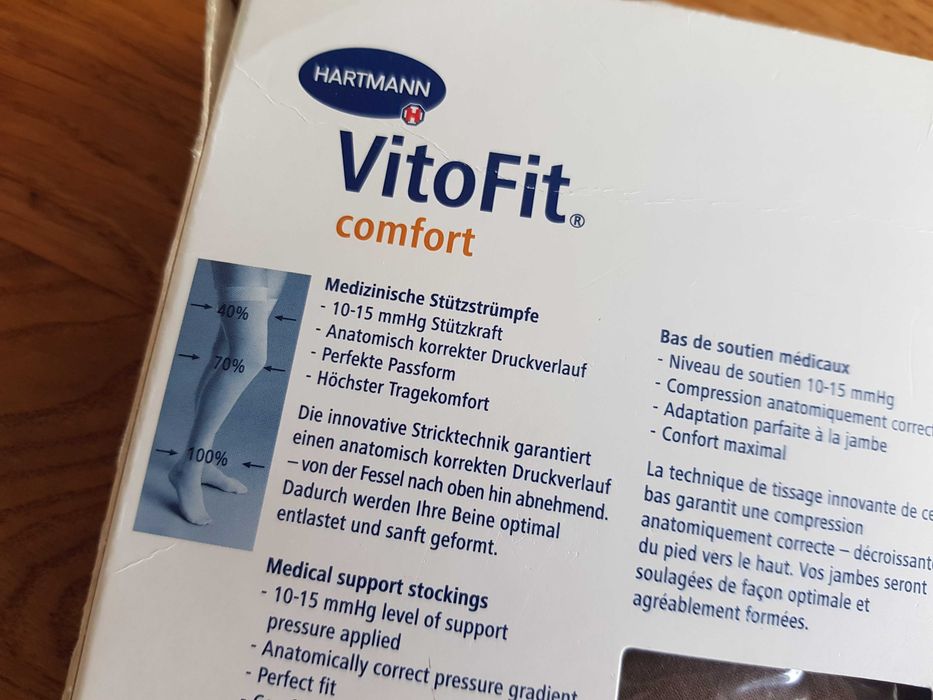 HARTMANN
VitoFit®
comfort
40%
70%
100%
Medizinische Stützstrümpfe
- 10-15 mmHg Stützkraft
- Anatomisch korrekter Druckverlauf
- Perfekte Passform
- Höchster Tragekomfort
Die innovative Stricktechnik garantiert
einen anatomisch korrekten Druckverlauf
– von der Fessel nach oben hin abnehmend.
Dadurch werden Ihre Beine optimal
entlastet und sanft geformt.
Medical support stockings
- 10-15 mmHg level of support
pressure applied
- Anatomically correct pressure gradient
- Perfect fit
Bas de soutien médicaux
- Niveau de soutien 10-15 mmHg
- Compression anatomiquement correct
- Adaptation parfaite à la jambe
- Confort maximal
La technique de tissage innovante de ce
bas garantit une compression
anatomiquement correcte – décroissant
du pied vers le haut. Vos jambes seront
soulagées de façon optimale et
agréablement formées.